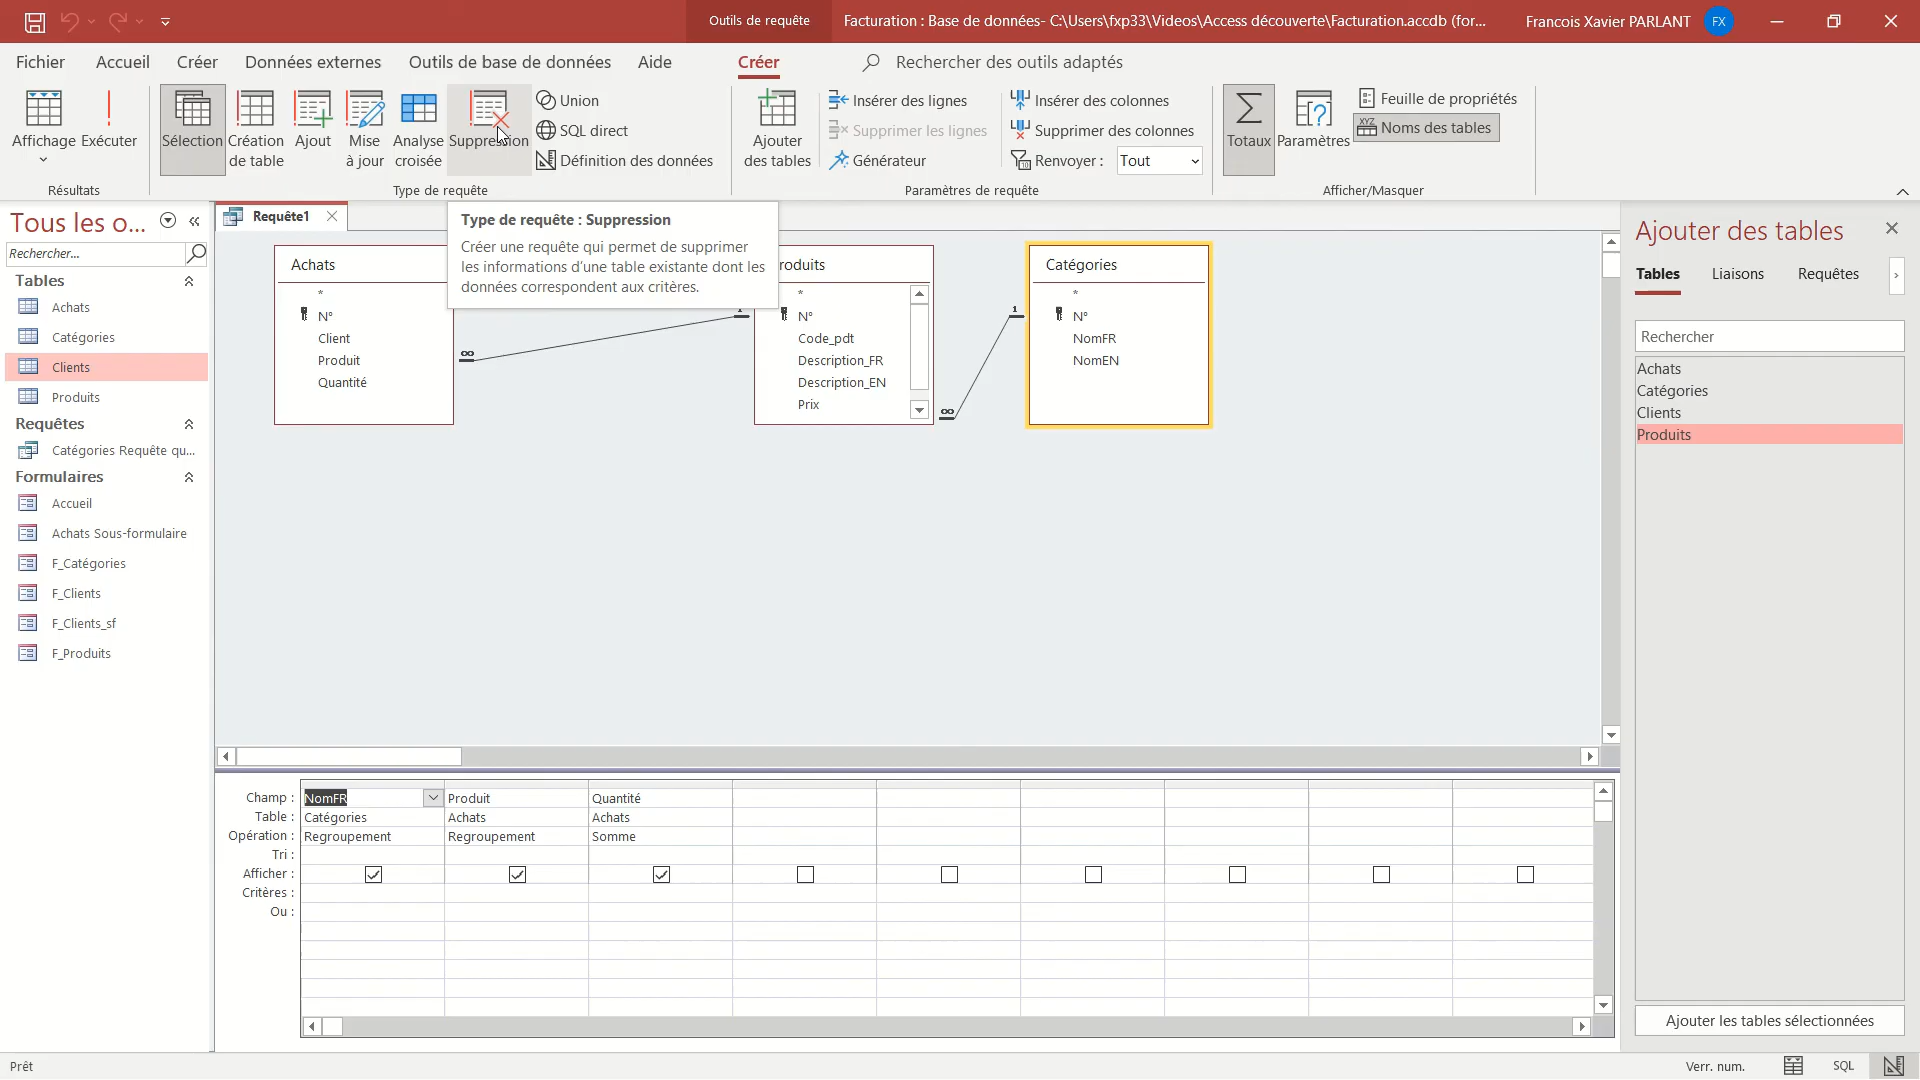 Outils de requête
Facturation : Base de données- C:\Users\fxp33\Videos\Access découverte\Facturation.accdb (for...
Francois Xavier PARLANT
FX
Fichier
Accueil
Créer
Données externes
Outils de base de données
Aide
Créer
Rechercher des outils adaptés
Affichage
Exécuter
Résultats
Sélection
Création
de table
Ajout
Mise
à jour
Analyse
croisée
Suppression
Union
SQL direct
Définition des données
Type de requête
Ajouter
des tables
Insérer des lignes
Supprimer les lignes
Générateur
Insérer des colonnes
Supprimer des colonnes
Renvoyer :
Tout
Paramètres de requête
Totaux
Paramètres
Feuille de propriétés
XYZ
Noms des tables
Afficher/Masquer
Tous les o...
Rechercher...
Tables
Achats
Catégories
Clients
Produits
Requêtes
Catégories Requête qu...
Formulaires
Accueil
Achats Sous-formulaire
F_Catégories
F_Clients
F_Clients_sf
F_Produits
Requête1
Type de requête : Suppression
Créer une requête qui permet de supprimer
les informations d'une table existante dont les
données correspondent aux critères.
Achats
*
N°
Client
Produit
Quantité
∞
1
roduits
*
N°
Code_pdt
Description_FR
Description_EN
Prix
∞
1
Catégories
*
N°
NomFR
NomEN
Champ :
NomFR
Produit
Quantité
Table :
Catégories
Achats
Achats
Opération :
Regroupement
Regroupement
Somme
Tri :
Afficher :
Critères :
Ou :
Ajouter des tables
Tables
Liaisons
Requêtes
Rechercher
Achats
Catégories
Clients
Produits
Ajouter les tables sélectionnées
Prêt
Verr. num.
SQL